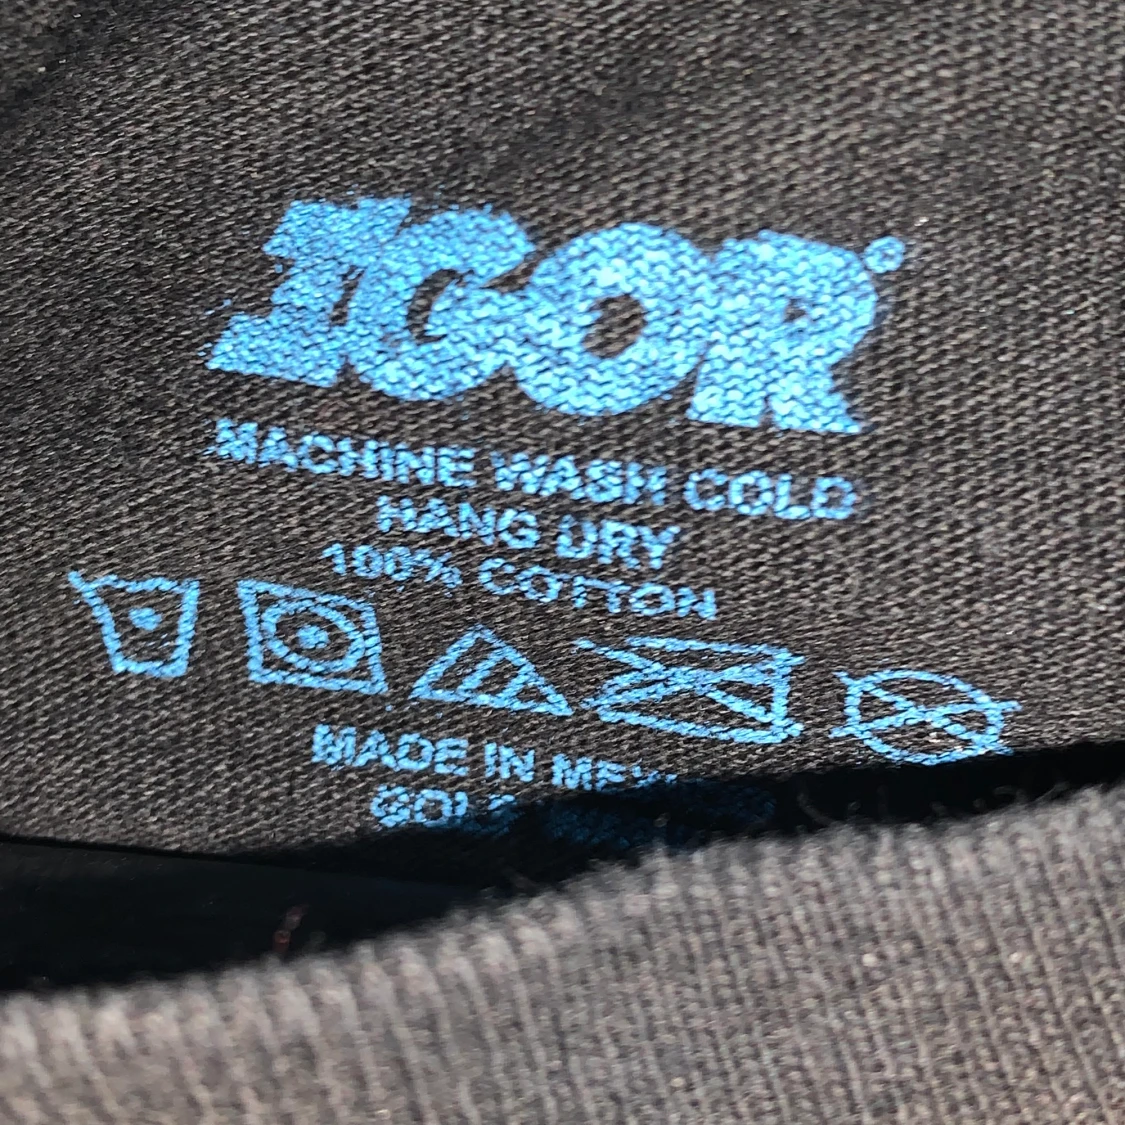 IGOR®
MACHINE WASH COLD
HANG DRY
100% COTTON
MADE IN